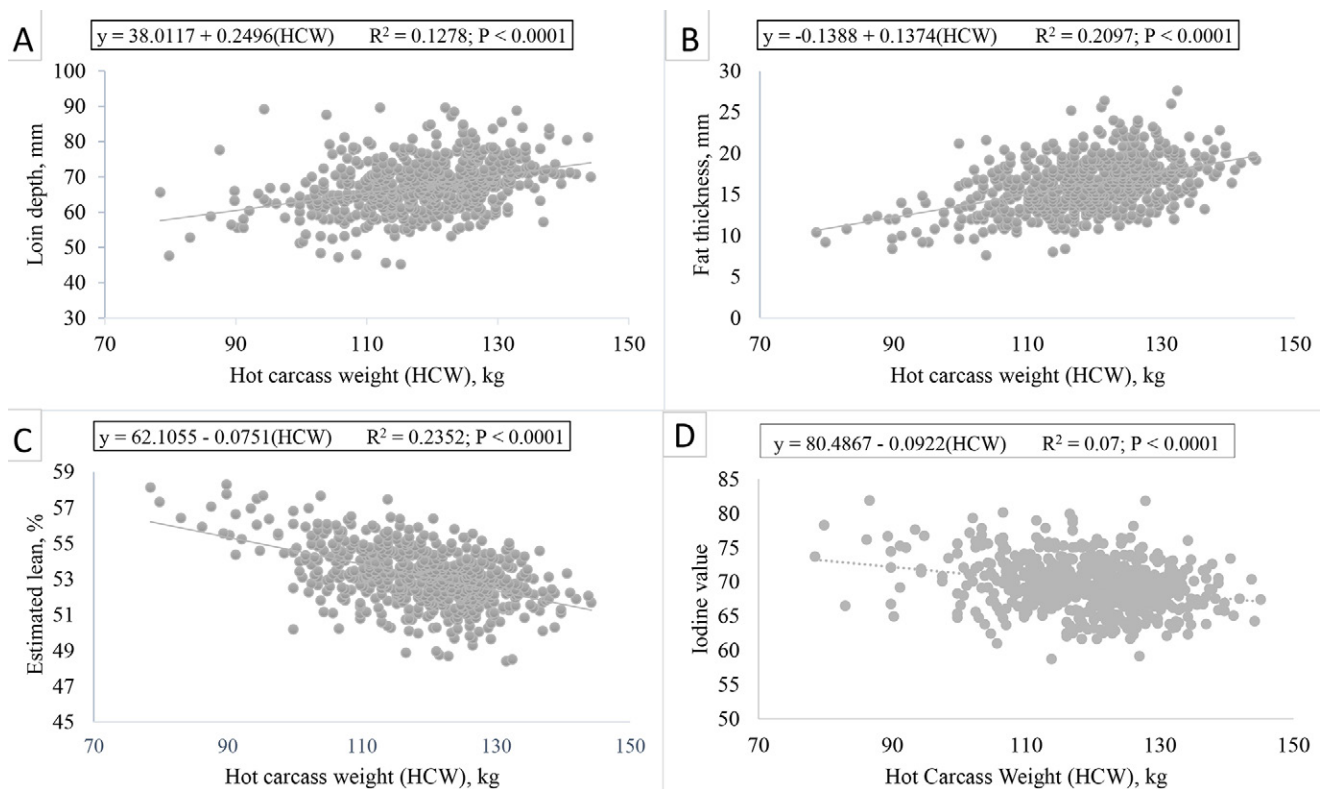 A
y = 38.0117 + 0.2496(HCW) R² = 0.1278; P < 0.0001
Loin depth, mm
100
90
80
70
60
50
40
30
70 90 110 130 150
Hot carcass weight (HCW), kg
B
y = -0.1388 + 0.1374(HCW) R² = 0.2097; P < 0.0001
Fat thickness, mm
30
25
20
15
10
5
0
70 90 110 130 150
Hot carcass weight (HCW), kg
C
y = 62.1055 - 0.0751(HCW) R² = 0.2352; P < 0.0001
Estimated lean, %
59
57
55
53
51
49
47
45
70 90 110 130 150
Hot carcass weight (HCW), kg
D
y = 80.4867 - 0.0922(HCW) R² = 0.07; P < 0.0001
Iodine value
85
80
75
70
65
60
55
50
70 90 110 130 150
Hot Carcass Weight (HCW), kg